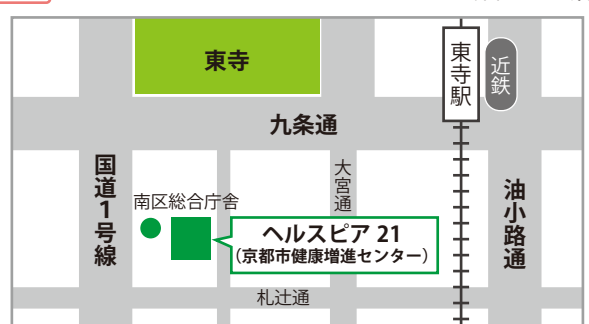 東寺
東寺駅
近鉄
九条通
国道1号線
大宮通
南区総合庁舎
油小路通
ヘルスピア 21
（京都市健康増進センター）
札辻通